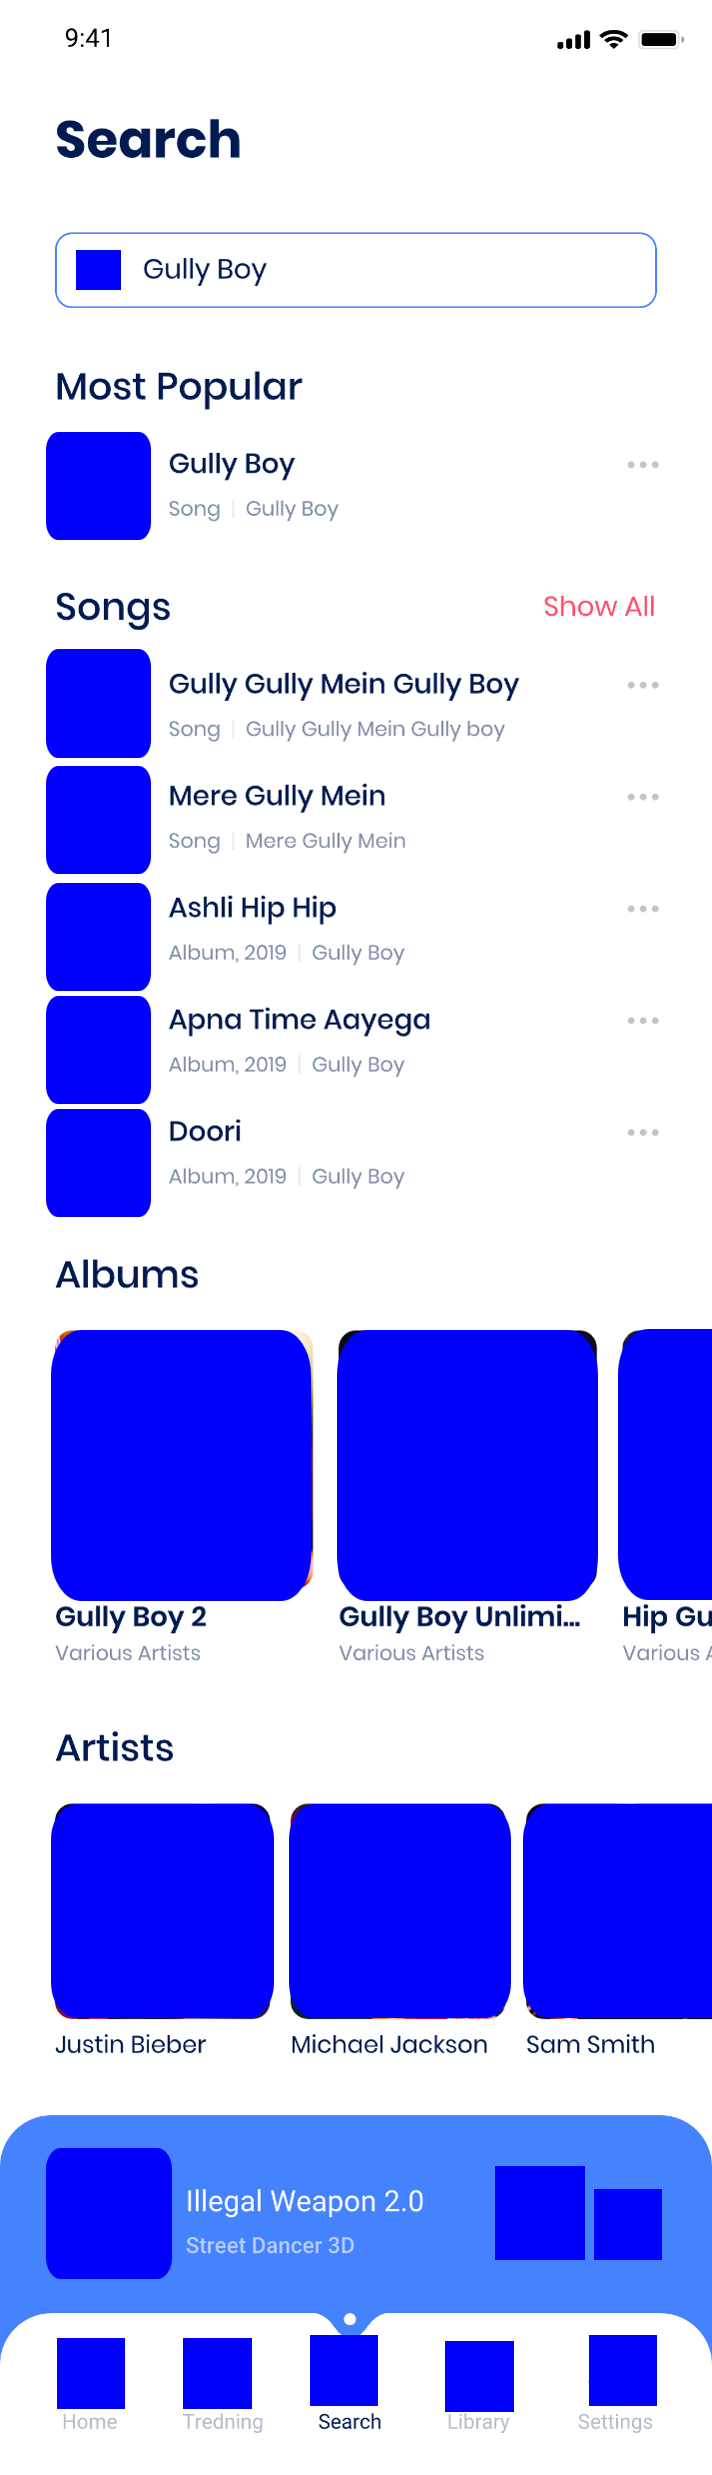 9:41
Search
Gully Boy
Most Popular
Gully Boy
Song | Gully Boy
Songs Show All
Gully Gully Mein Gully Boy
Song | Gully Gully Mein Gully boy
Mere Gully Mein
Song | Mere Gully Mein
Ashli Hip Hip
Album, 2019 | Gully Boy
Apna Time Aayega
Album, 2019 | Gully Boy
Doori
Album, 2019 | Gully Boy
Albums
Gully Boy 2 Gully Boy Unlimi... Hip Gu
Various Artists Various Artists Various
Artists
Justin Bieber Michael Jackson Sam Smith
Illegal Weapon 2.0
Street Dancer 3D
Home Tredning Search Library Settings